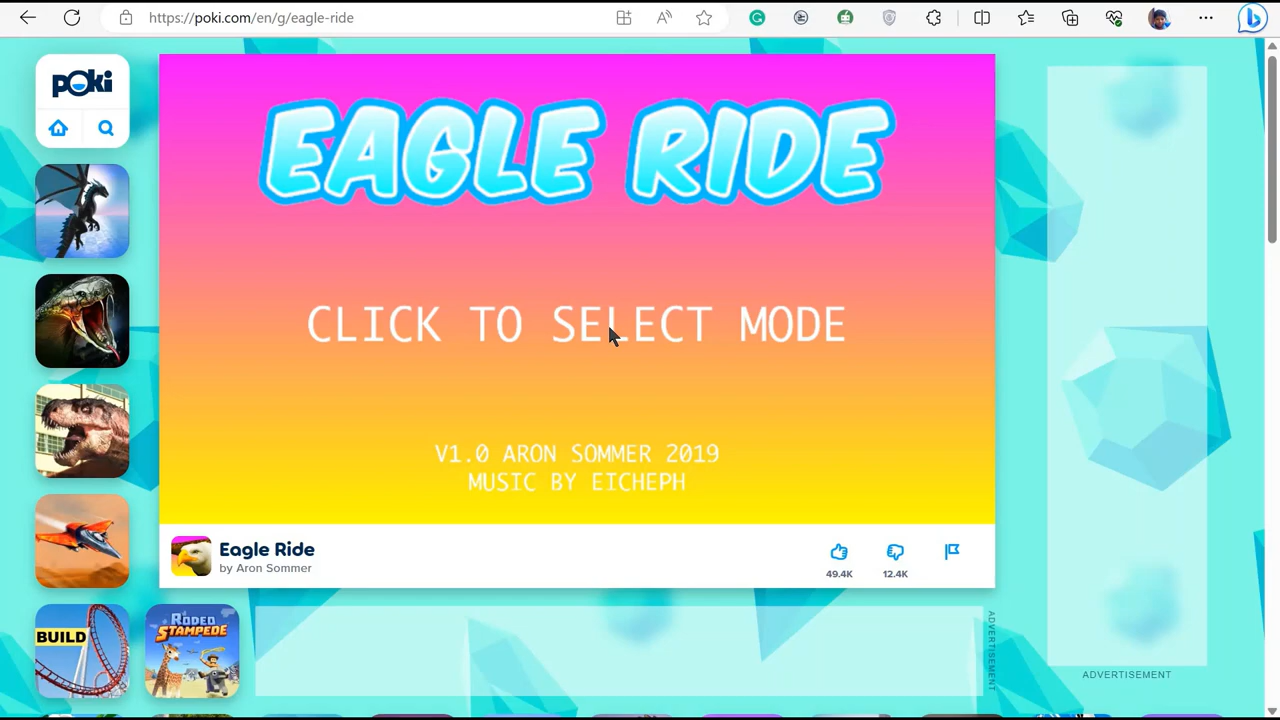 https://poki.com/en/g/eagle-ride
poki
EAGLE RIDE
CLICK TO SELECT MODE
V1.0 ARON SOMMER 2019
MUSIC BY EICHEPH
Eagle Ride
by Aron Sommer
49.4K
12.4K
BUILD
RODEO
STAMPEDE
ADVERTISEMENT
ADVERTISEMENT